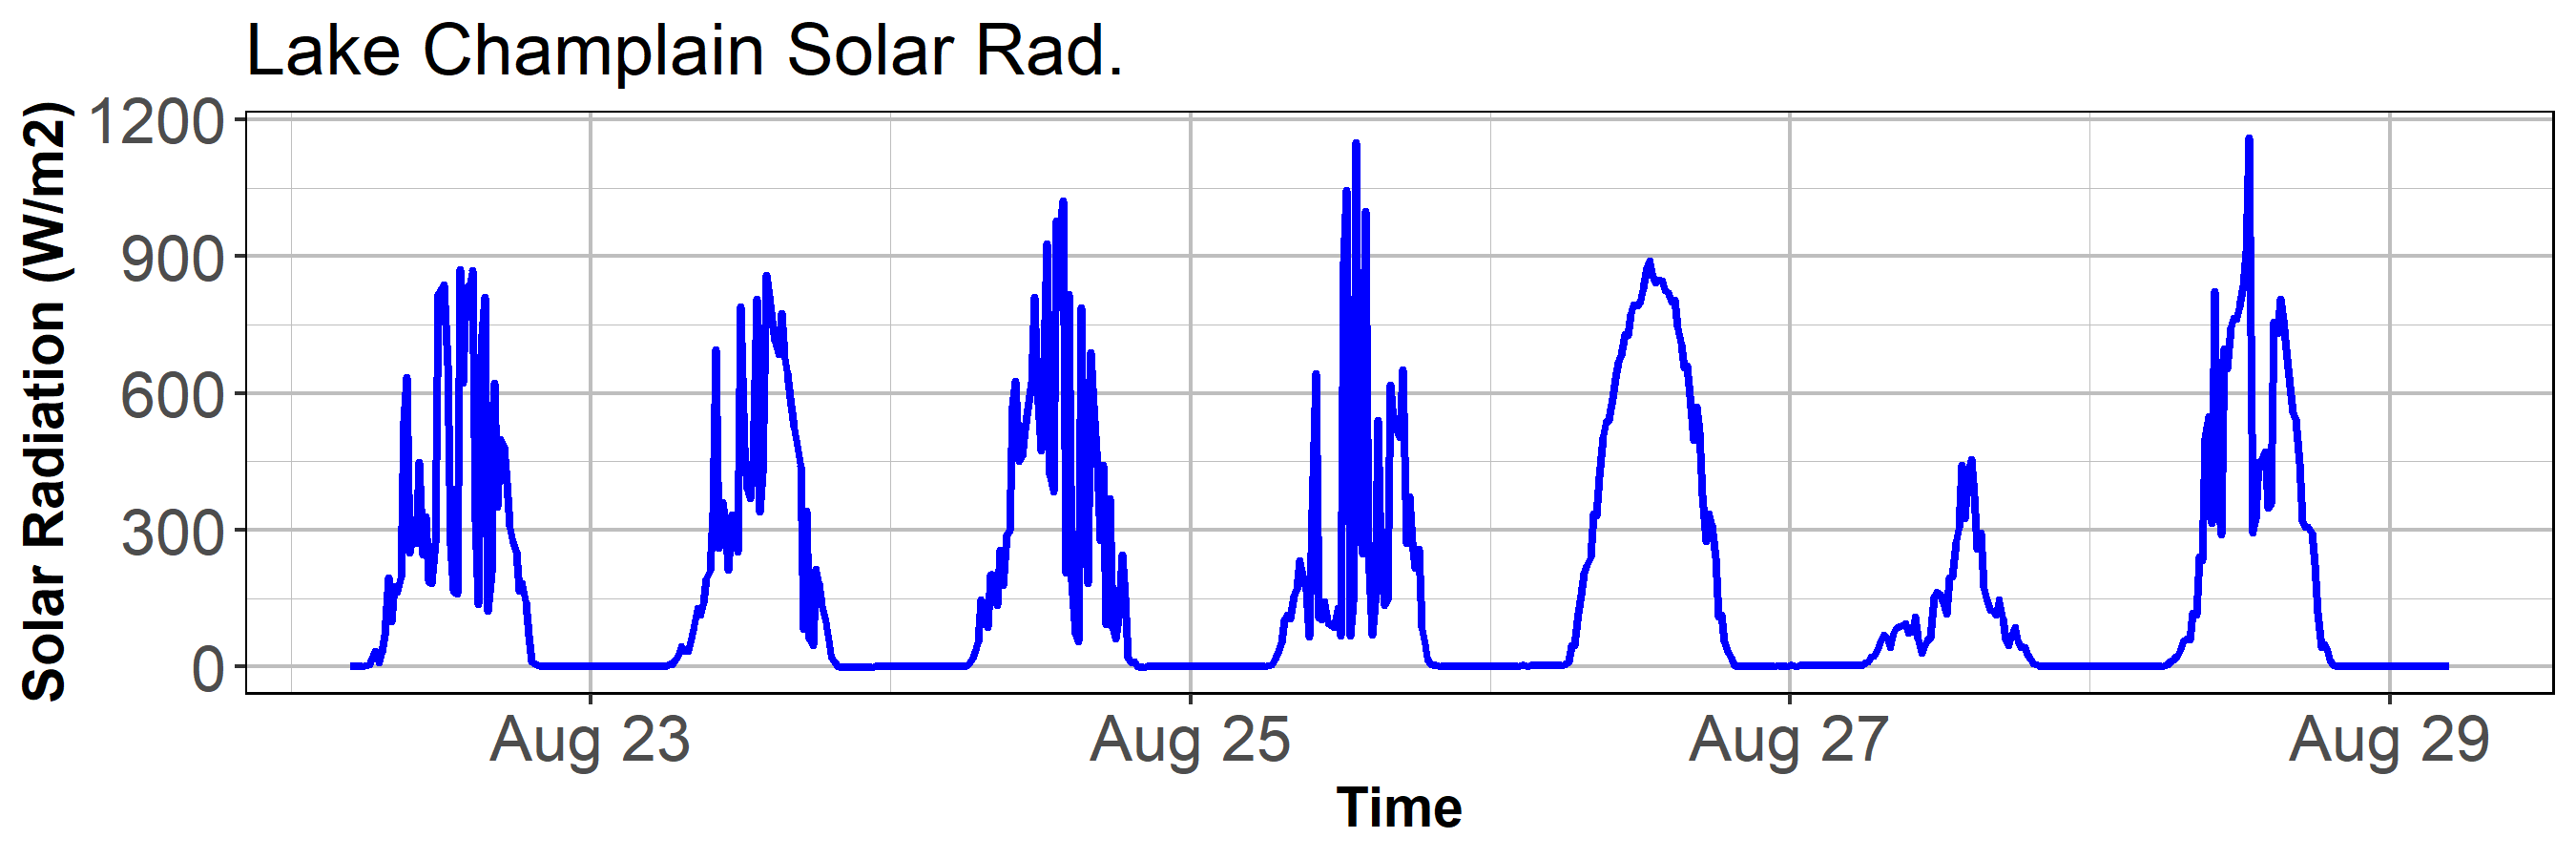 Lake Champlain Solar Rad.
Solar Radiation (W/m2)
1200
900
600
300
0
Aug 23
Aug 25
Aug 27
Aug 29
Time